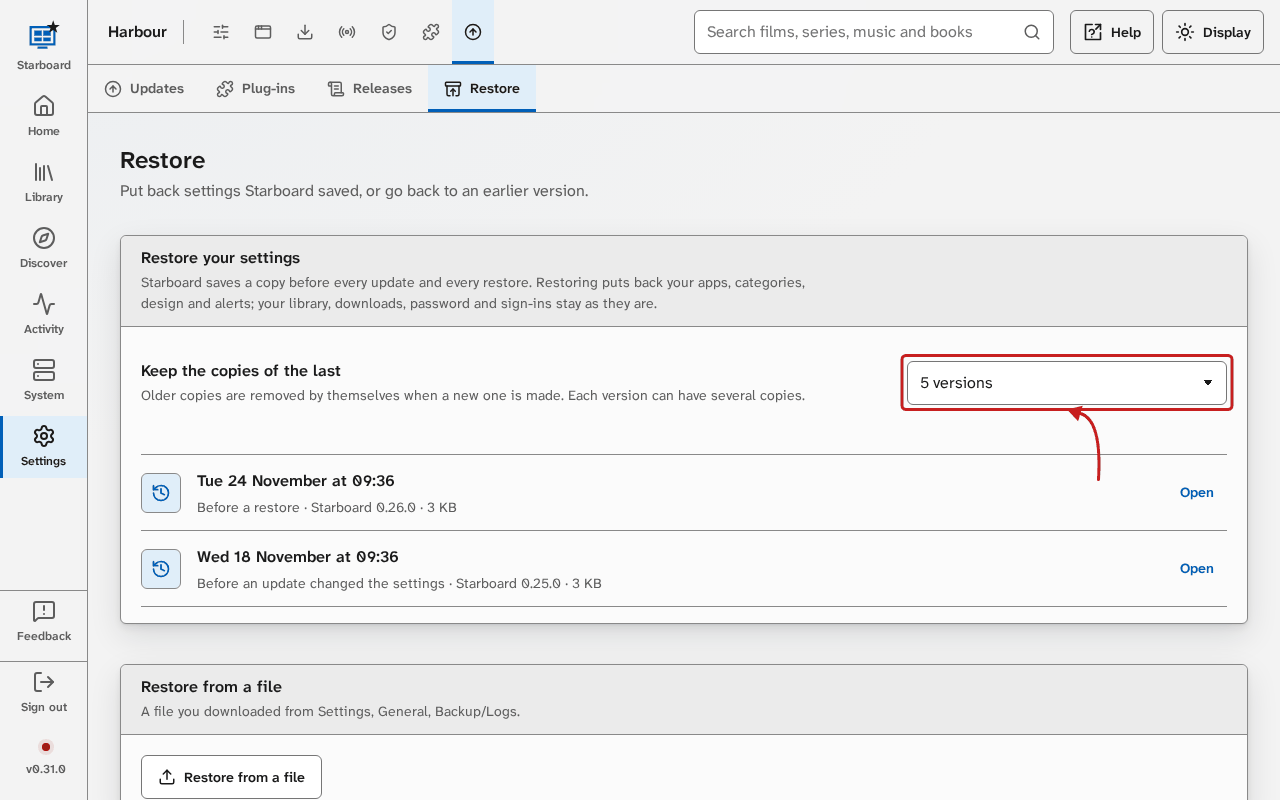 Starboard
Home
Library
Discover
Activity
System
Settings
Feedback
Sign out
v0.31.0
Harbour
Search films, series, music and books
Help
Display
Updates
Plug-ins
Releases
Restore
Restore
Put back settings Starboard saved, or go back to an earlier version.
Restore your settings
Starboard saves a copy before every update and every restore. Restoring puts back your apps, categories,
design and alerts; your library, downloads, password and sign-ins stay as they are.
Keep the copies of the last
Older copies are removed by themselves when a new one is made. Each version can have several copies.
5 versions
Tue 24 November at 09:36
Before a restore · Starboard 0.26.0 · 3 KB
Open
Wed 18 November at 09:36
Before an update changed the settings · Starboard 0.25.0 · 3 KB
Open
Restore from a file
A file you downloaded from Settings, General, Backup/Logs.
Restore from a file